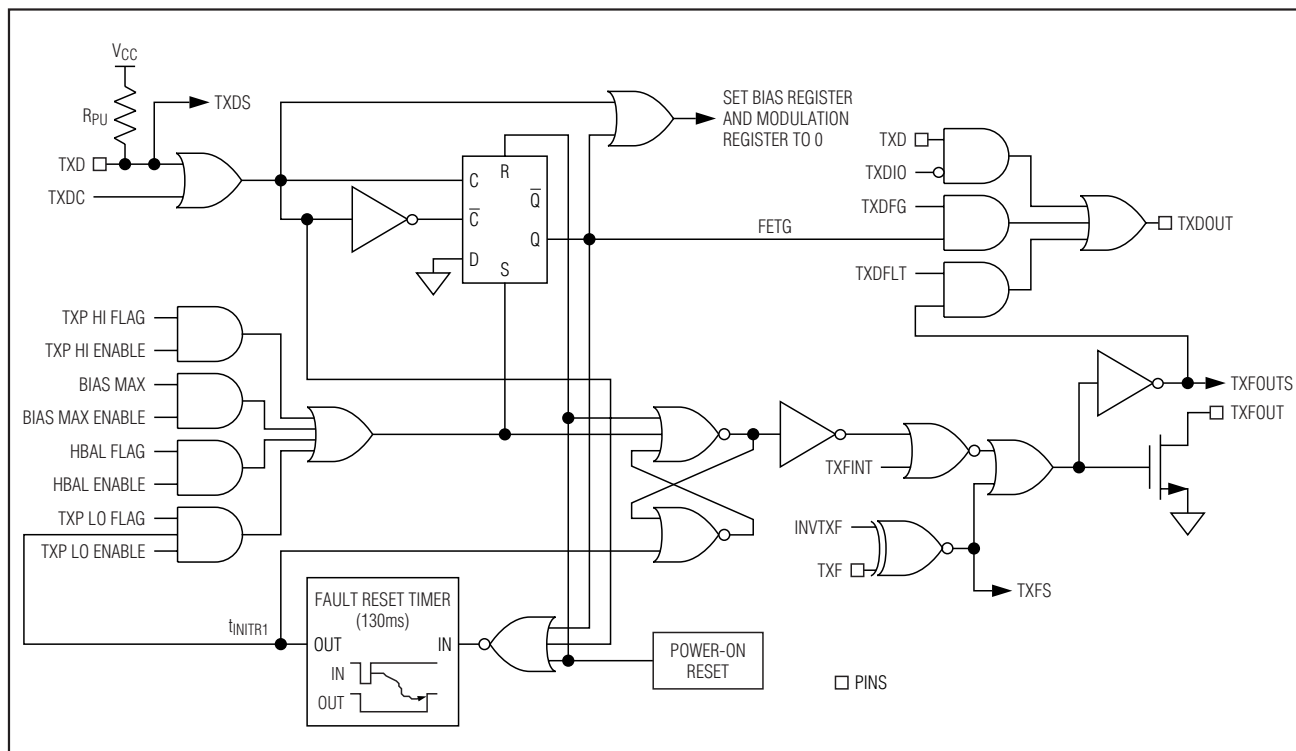 VCC
RPU
TXDS
TXD
TXDC
SET BIAS REGISTER
AND MODULATION
REGISTER TO 0
R
C
Q
C
Q
D
S
FETG
TXD
TXDIO
TXDFG
TXDFLT
TXDOUT
TXP HI FLAG
TXP HI ENABLE
BIAS MAX
BIAS MAX ENABLE
HBAL FLAG
HBAL ENABLE
TXP LO FLAG
TXP LO ENABLE
TXFOUTS
TXFOUT
TXFINT
INVTXF
TXF
TXFS
tINITR1
FAULT RESET TIMER
(130ms)
OUT
IN
IN
OUT
POWER-ON
RESET
PINS